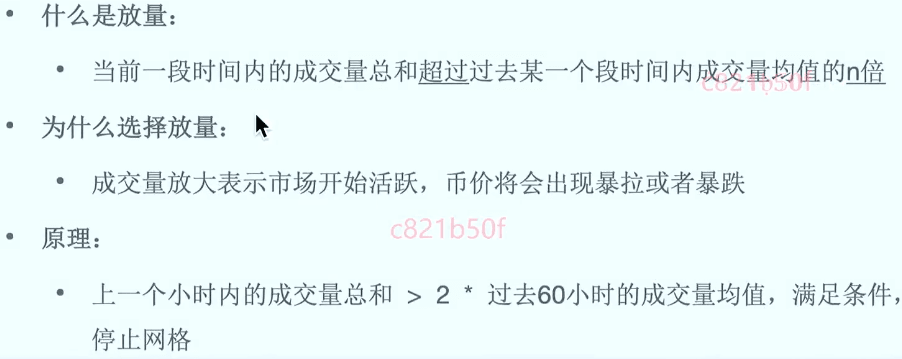 什么是放量：
当前一段时间内的成交量总和超过过去某一个段时间内成交量均值的n倍
c821b50f
为什么选择放量：
成交量放大表示市场开始活跃，币价将会出现暴拉或者暴跌
c821b50f
原理：
上一个小时内的成交量总和 > 2 * 过去60小时的成交量均值，满足条件，
停止网格